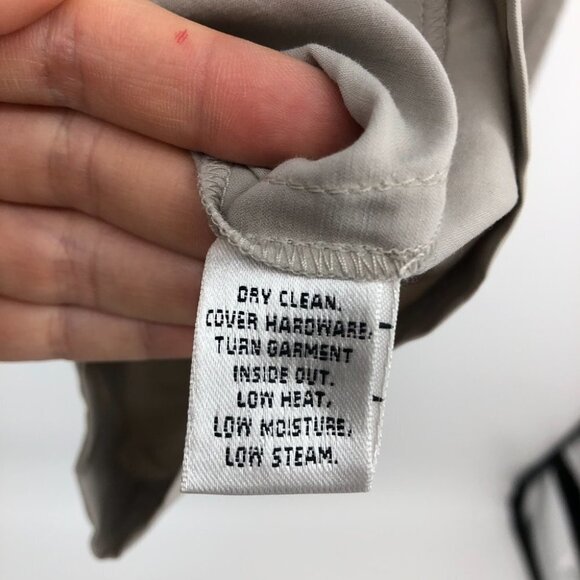 DRY CLEAN.
COVER HARDWARE,
TURN GARMENT
INSIDE OUT.
LOW HEAT,
LOW MOISTURE,
LOW STEAM.